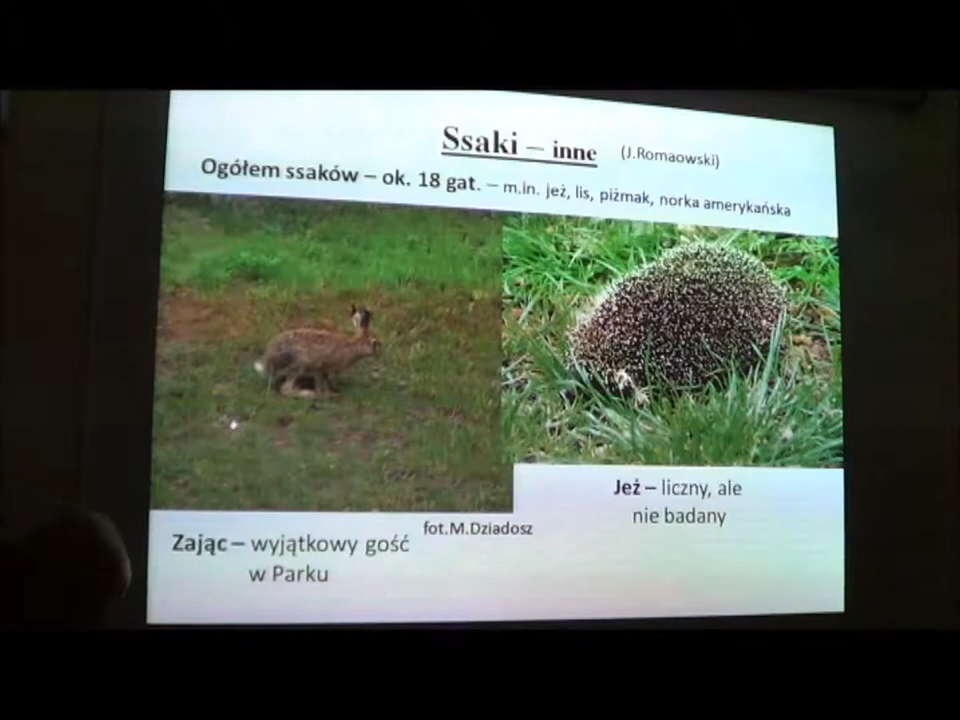 Ssaki – inne (J.Romaowski)
Ogółem ssaków – ok. 18 gat. – m.in. jeż, lis, piżmak, norka amerykańska
Jeż – liczny, ale
nie badany
fot.M.Dziadosz
Zając – wyjątkowy gość
w Parku